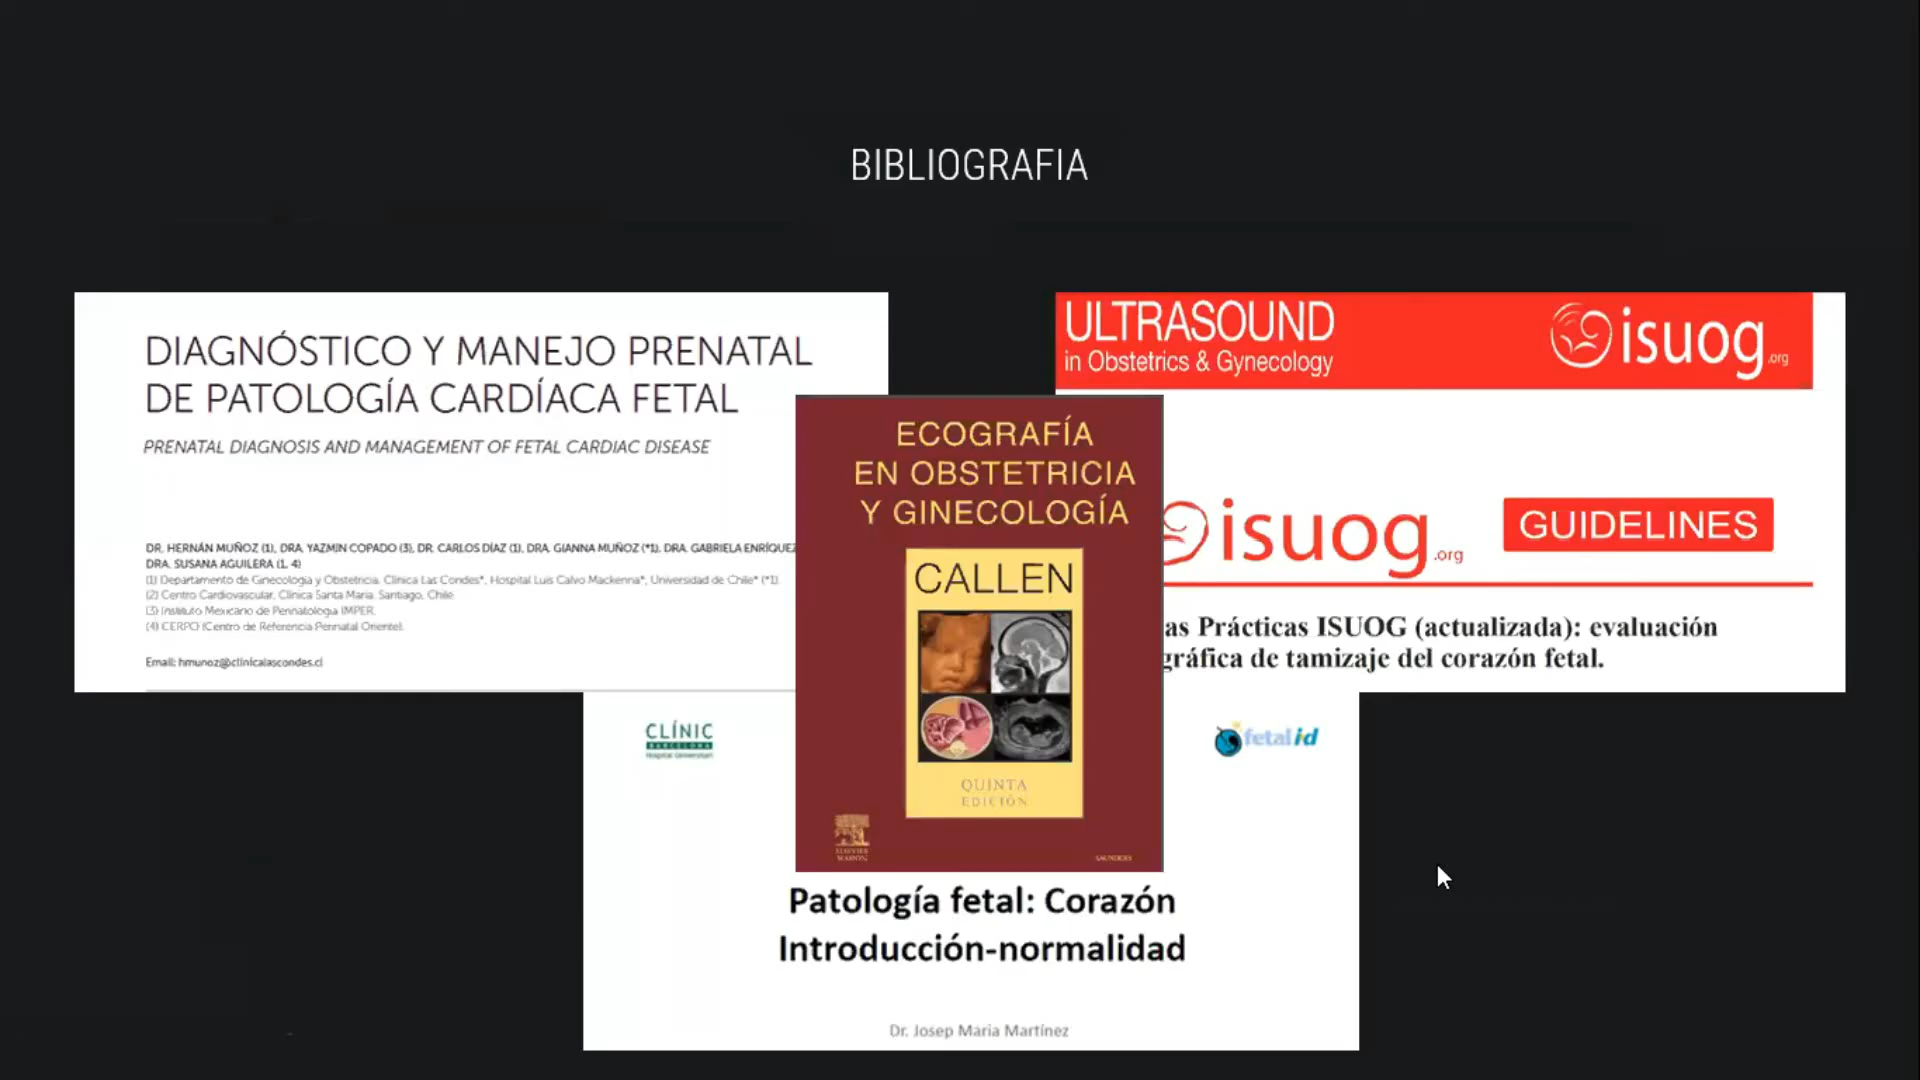 BIBLIOGRAFIA
DIAGNÓSTICO Y MANEJO PRENATAL
DE PATOLOGÍA CARDÍACA FETAL
PRENATAL DIAGNOSIS AND MANAGEMENT OF FETAL CARDIAC DISEASE
DR. HERNÁN MUÑOZ (1), DRA. YAZMIN COPADO (3), DR. CARLOS DÍAZ (1), DRA. GIANNA MUÑOZ (*1), DRA. GABRIELA ENRÍQUEZ
DRA. SUSANA AGUILERA (1, 4)
(1) Departamento de Ginecología y Obstetricia. Clínica Las Condes*, Hospital Luis Calvo Mackenna*, Universidad de Chile* (*1).
(2) Centro Cardiovascular, Clínica Santa María. Santiago, Chile.
(3) Instituto Mexicano de Perinatología IMPER.
(4) CERPO (Centro de Referencia Perinatal Oriente).
Email: hmunoz@clinicalascondes.cl
ULTRASOUND
in Obstetrics & Gynecology
isuog.org
isuog.org
GUIDELINES
as Prácticas ISUOG (actualizada): evaluación
gráfica de tamizaje del corazón fetal.
ECOGRAFÍA
EN OBSTETRICIA
Y GINECOLOGÍA
CALLEN
QUINTA
EDICIÓN
ELSEVIER
MASSON
SAUNDERS
CLÍNIC
BARCELONA
Hospital Universitari
fetal id
Patología fetal: Corazón
Introducción-normalidad
Dr. Josep Maria Martínez